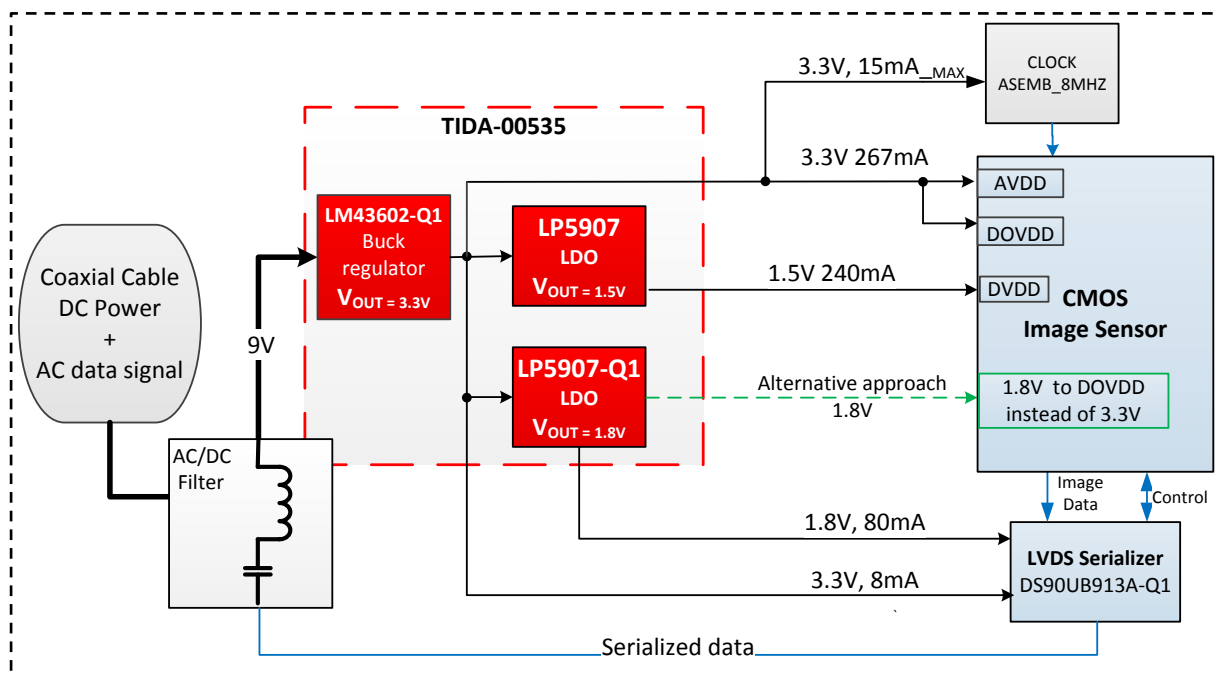 CLOCK
ASEMB_8MHZ
3.3V, 15mA_MAX
TIDA-00535
3.3V 267mA
AVDD
DOVDD
LM43602-Q1
Buck
regulator
VOUT = 3.3V
LP5907
LDO
VOUT = 1.5V
1.5V 240mA
DVDD
CMOS
Image Sensor
Coaxial Cable
DC Power
+
AC data signal
9V
LP5907-Q1
LDO
VOUT = 1.8V
Alternative approach
1.8V
1.8V to DOVDD
instead of 3.3V
AC/DC
Filter
Image
Data
Control
1.8V, 80mA
3.3V, 8mA
LVDS Serializer
DS90UB913A-Q1
Serialized data